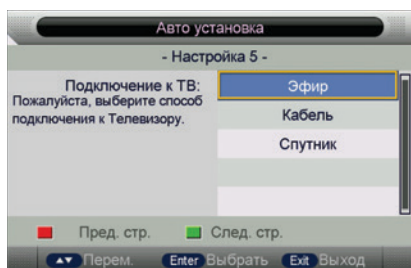 Авто установка
- Настройка 5 -
Подключение к ТВ:
Пожалуйста, выберите способ
подключения к Телевизору.
Эфир
Кабель
Спутник
Пред. стр. След. стр.
Перем. Enter Выбрать Exit Выход